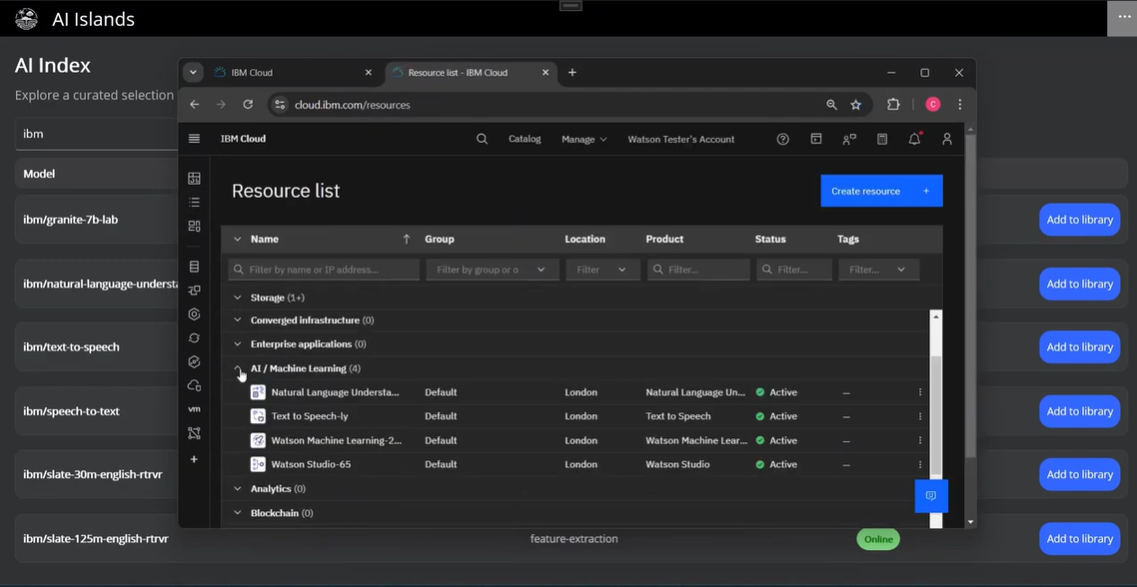 AI Islands
AI Index
Explore a curated selection
ibm
Model
ibm/granite-7b-lab Add to library
ibm/natural-language-understa Add to library
ibm/text-to-speech Add to library
ibm/speech-to-text Add to library
ibm/slate-30m-english-rtrvr Add to library
ibm/slate-125m-english-rtrvr feature-extraction Online Add to library
IBM Cloud Resource list - IBM Cloud
cloud.ibm.com/resources C
IBM Cloud Catalog Manage Watson Tester's Account
Resource list Create resource +
Name Group Location Product Status Tags
Filter by name or IP address... Filter by group or o Filter Filter... Filter... Filter...
Storage (1+)
Converged infrastructure (0)
Enterprise applications (0)
AI / Machine Learning (4)
Natural Language Understa... Default London Natural Language Un... Active –
Text to Speech-ly Default London Text to Speech Active –
Watson Machine Learning-2... Default London Watson Machine Lear... Active –
Watson Studio-65 Default London Watson Studio Active –
Analytics (0)
Blockchain (0)
vm